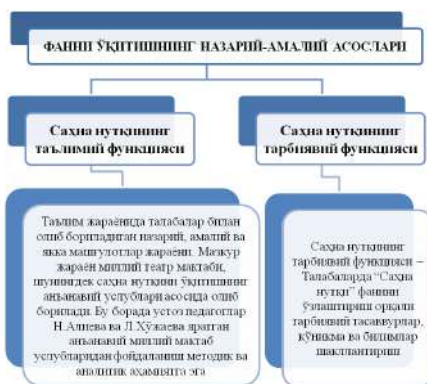 ФАННИ ЎҚИТИШНИНГ НАЗАРИЙ-АМАЛИЙ АСОСЛАРИ
Саҳна нутқининг
таълимий функцияси
Саҳна нутқининг
тарбиявий функцияси
Таълим жараёнида талабалар билан
олиб бориладиган назарий, амалий ва
якка машғулотлар жараёни. Мазкур
жараён миллий театр мактаби,
шунингдек саҳна нутқини ўқитишнинг
анъанавий услублари асосида олиб
борилади. Бу борада устоз педагоглар
Н.Алиева ва Л.Хўжаева яратган
анъанавий миллий мактаб
услубларидан фойдаланиш методик ва
аналитик аҳамиятга эга
Саҳна нутқининг
тарбиявий функцияси –
Талабаларда “Саҳна
нутқи” фанини
ўзлаштириш орқали
тарбиявий тасаввурлар,
кўникма ва билимлар
шакллантириш